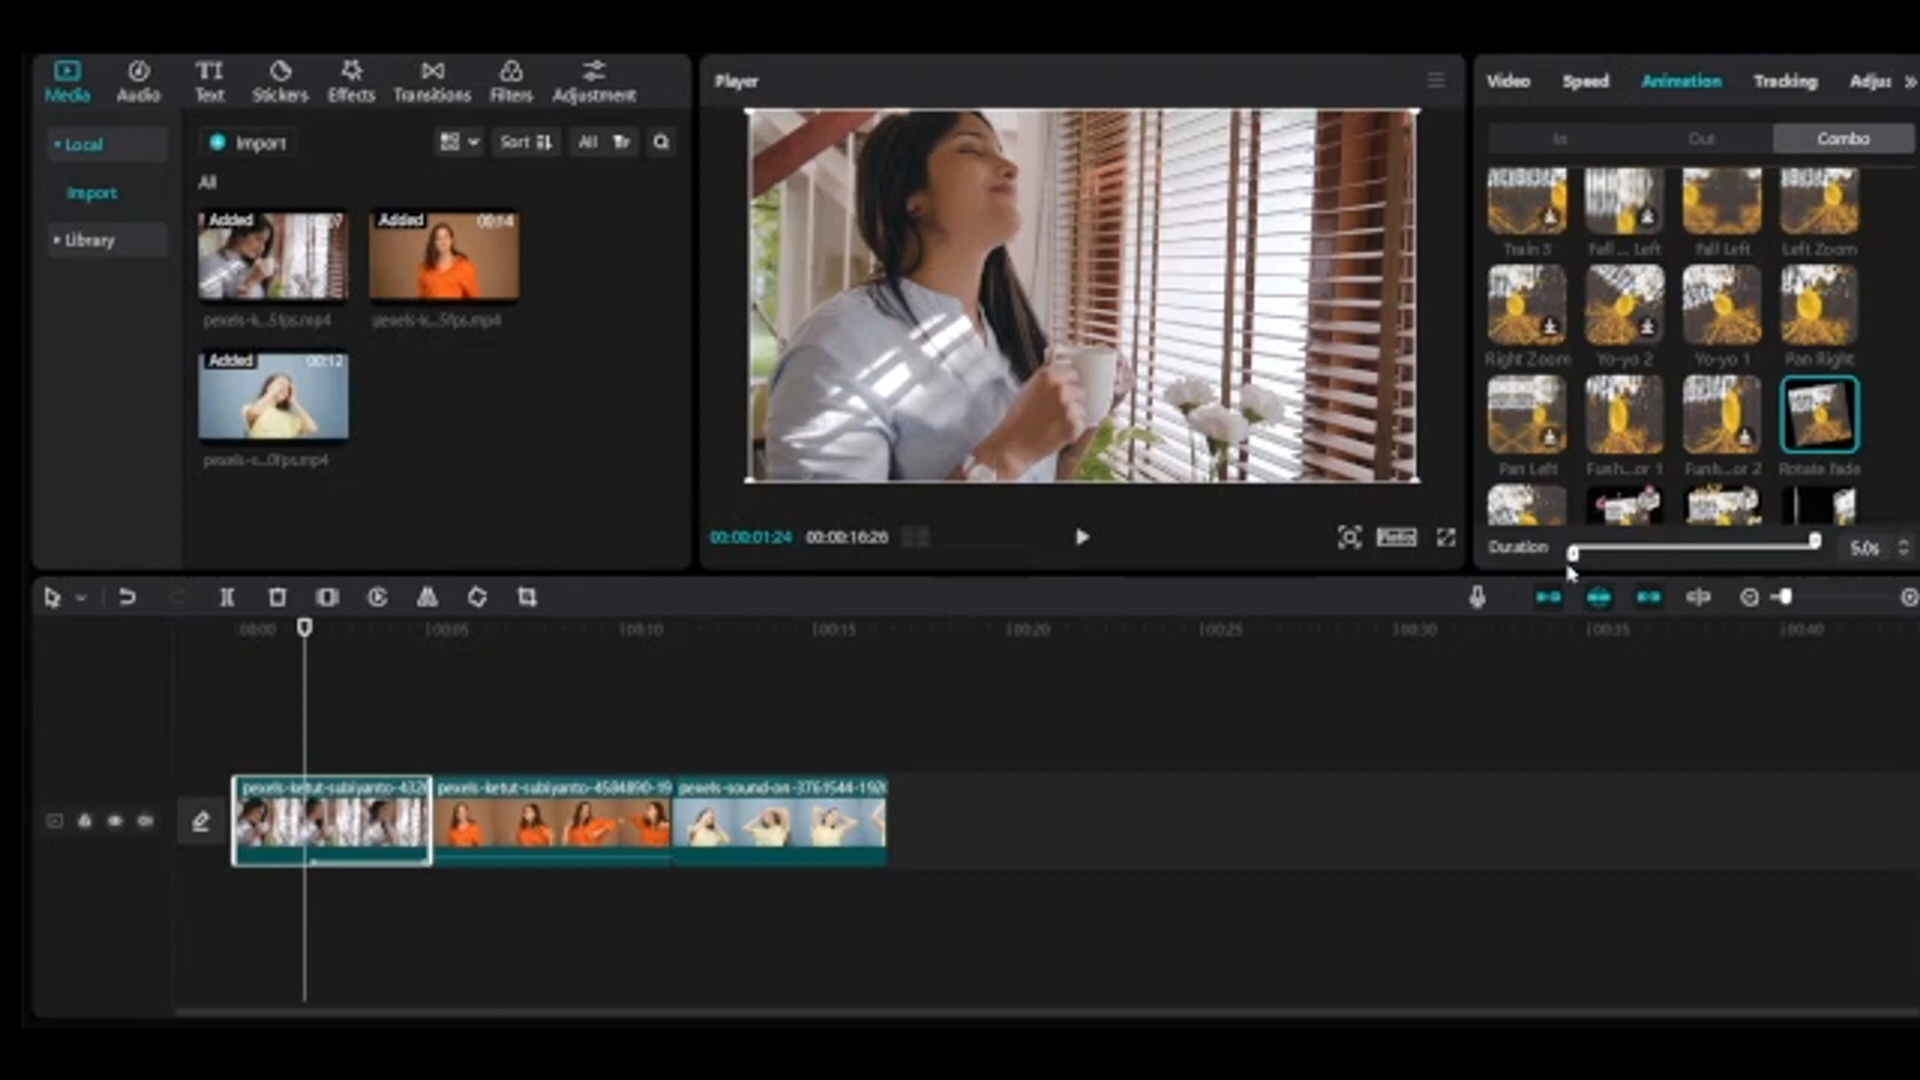 Media Audio Text Stickers Effects Transitions Filters Adjustment
Local
Import
Library
Import
Sort
All
All
Added
Added 00:14
pexels-k...5fps.mp4
pexels-k...5fps.mp4
Added 00:12
pexels-s...0fps.mp4
Player
00:00:01:24 00:00:16:26
Ratio
Video Speed Animation Tracking Adjus
In Out Combo
Train 3 Fall ... Left Fall Left Left Zoom
Right Zoom Yo-yo 2 Yo-yo 1 Pan Right
Pan Left Funh...or 1 Funh...or 2 Rotate fade
Duration 5.0s
00:00 00:05 00:10 00:15 00:20 00:25 00:30 00:35 00:40
pexels-ketut-subiyanto-432 pexels-ketut-subiyanto-4584890-19 pexels-sound-on-3761544-192